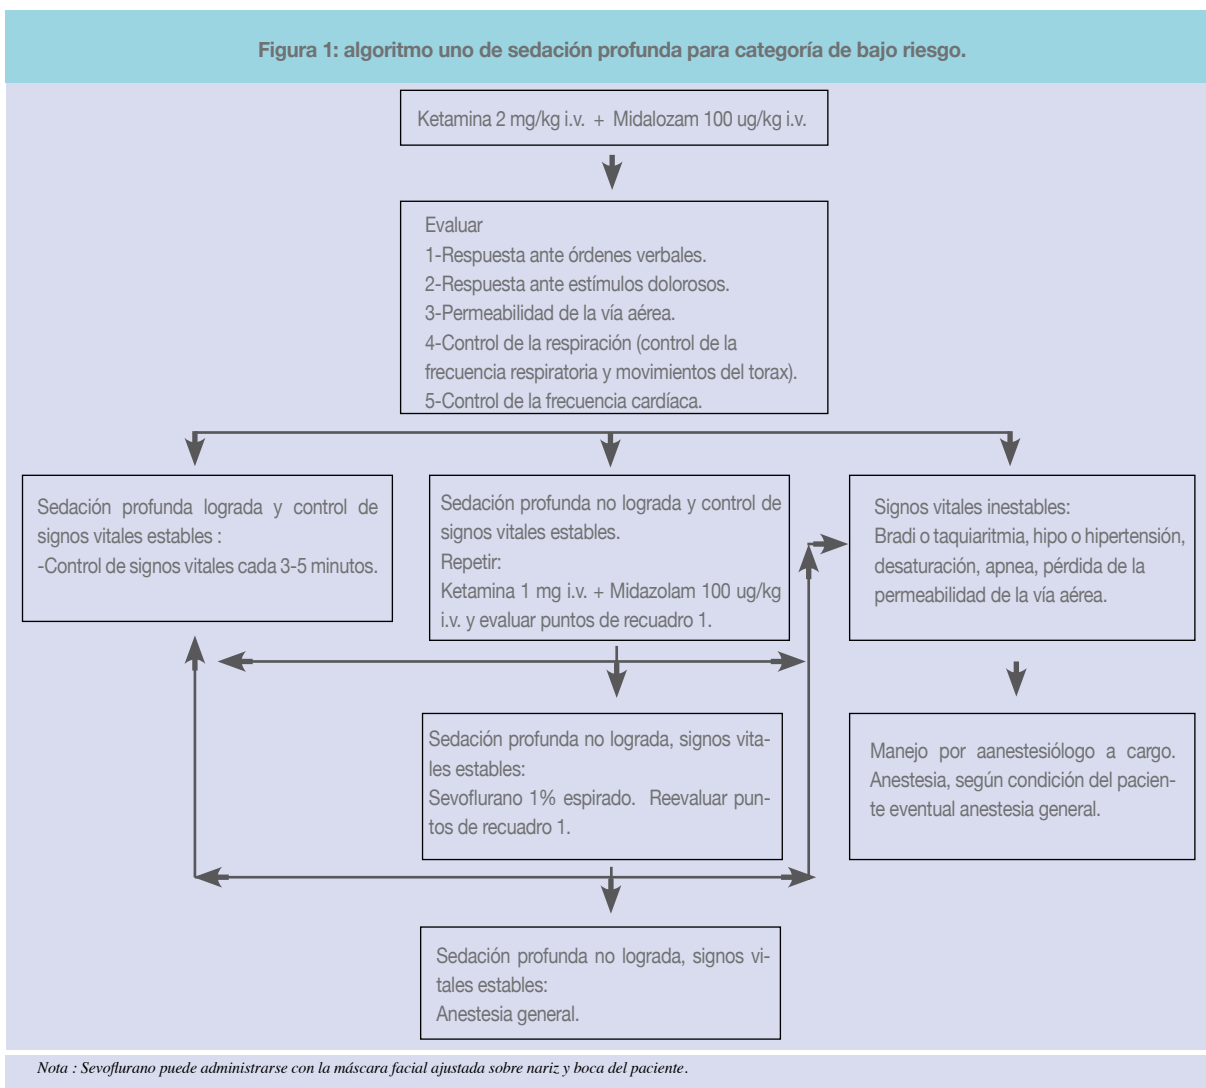 Figura 1: algoritmo uno de sedación profunda para categoría de bajo riesgo.
Ketamina 2 mg/kg i.v. + Midalozam 100 ug/kg i.v.
Evaluar
1-Respuesta ante órdenes verbales.
2-Respuesta ante estímulos dolorosos.
3-Permeabilidad de la vía aérea.
4-Control de la respiración (control de la
frecuencia respiratoria y movimientos del torax).
5-Control de la frecuencia cardíaca.
Sedación profunda lograda y control de
signos vitales estables :
-Control de signos vitales cada 3-5 minutos.
Sedación profunda no lograda y control de
signos vitales estables.
Repetir:
Ketamina 1 mg i.v. + Midazolam 100 ug/kg
i.v. y evaluar puntos de recuadro 1.
Signos vitales inestables:
Bradi o taquiaritmia, hipo o hipertensión,
desaturación, apnea, pérdida de la
permeabilidad de la vía aérea.
Sedación profunda no lograda, signos vita-
les estables:
Sevoflurano 1% espirado. Reevaluar pun-
tos de recuadro 1.
Manejo por aanestesiólogo a cargo.
Anestesia, según condición del pacien-
te eventual anestesia general.
Sedación profunda no lograda, signos vi-
tales estables:
Anestesia general.
Nota : Sevoflurano puede administrarse con la máscara facial ajustada sobre nariz y boca del paciente.